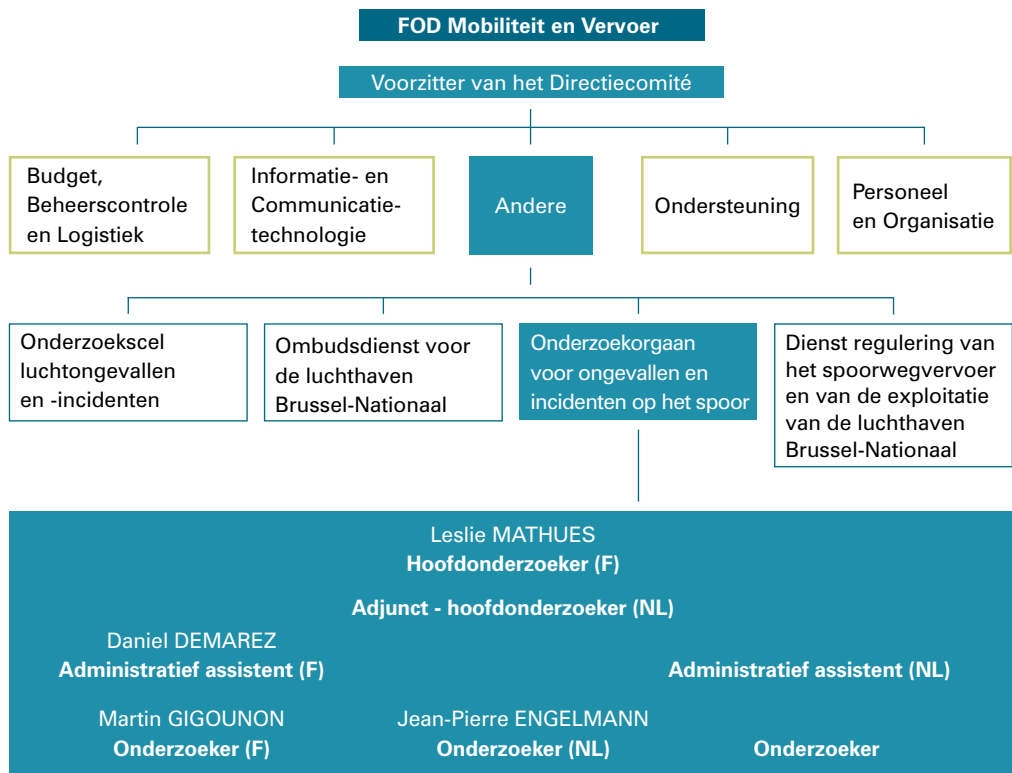 FOD Mobiliteit en Vervoer
Voorzitter van het Directiecomité
Budget,
Beheerscontrole
en Logistiek
Informatie- en
Communicatie-
technologie
Andere
Ondersteuning
Personeel
en Organisatie
Onderzoekscel
luchtongevallen
en -incidenten
Ombudsdienst voor
de luchthaven
Brussel-Nationaal
Onderzoekorgaan
voor ongevallen en
incidenten op het spoor
Dienst regulering van
het spoorwegvervoer
en van de exploitatie
van de luchthaven
Brussel-Nationaal
Leslie MATHUES
Hoofdonderzoeker (F)
Adjunct - hoofdonderzoeker (NL)
Daniel DEMAREZ
Administratief assistent (F)
Administratief assistent (NL)
Martin GIGOUNON
Onderzoeker (F)
Jean-Pierre ENGELMANN
Onderzoeker (NL)
Onderzoeker